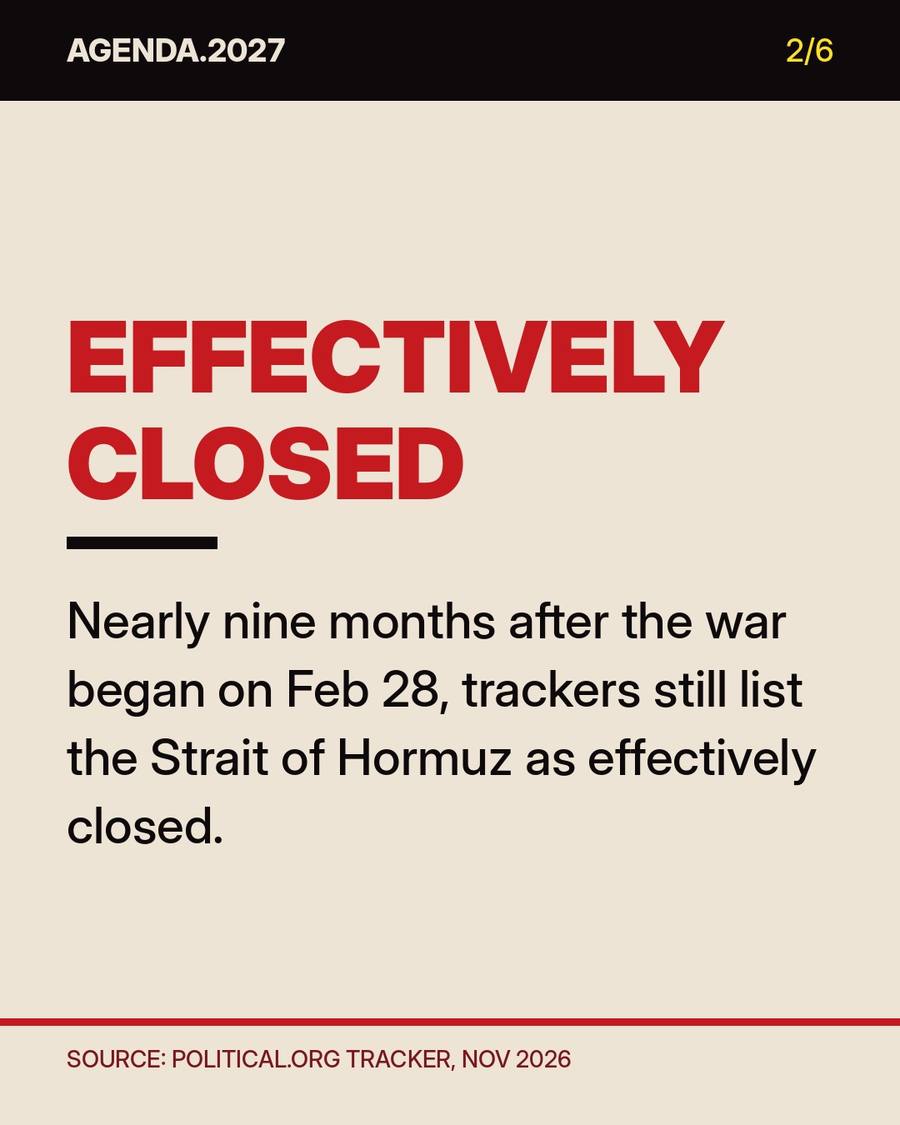 AGENDA.2027
2/6
EFFECTIVELY
CLOSED
Nearly nine months after the war
began on Feb 28, trackers still list
the Strait of Hormuz as effectively
closed.
SOURCE: POLITICAL.ORG TRACKER, NOV 2026